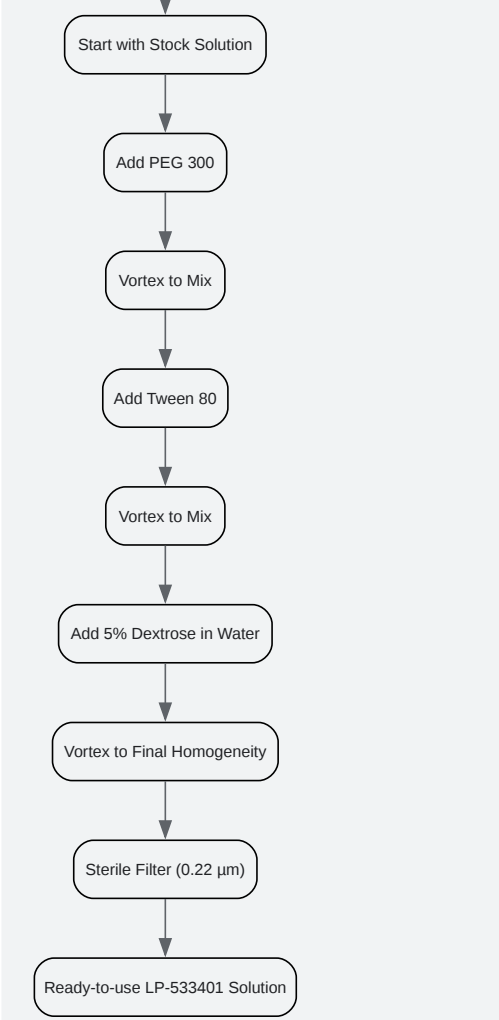 Start with Stock Solution
Add PEG 300
Vortex to Mix
Add Tween 80
Vortex to Mix
Add 5% Dextrose in Water
Vortex to Final Homogeneity
Sterile Filter (0.22 µm)
Ready-to-use LP-533401 Solution